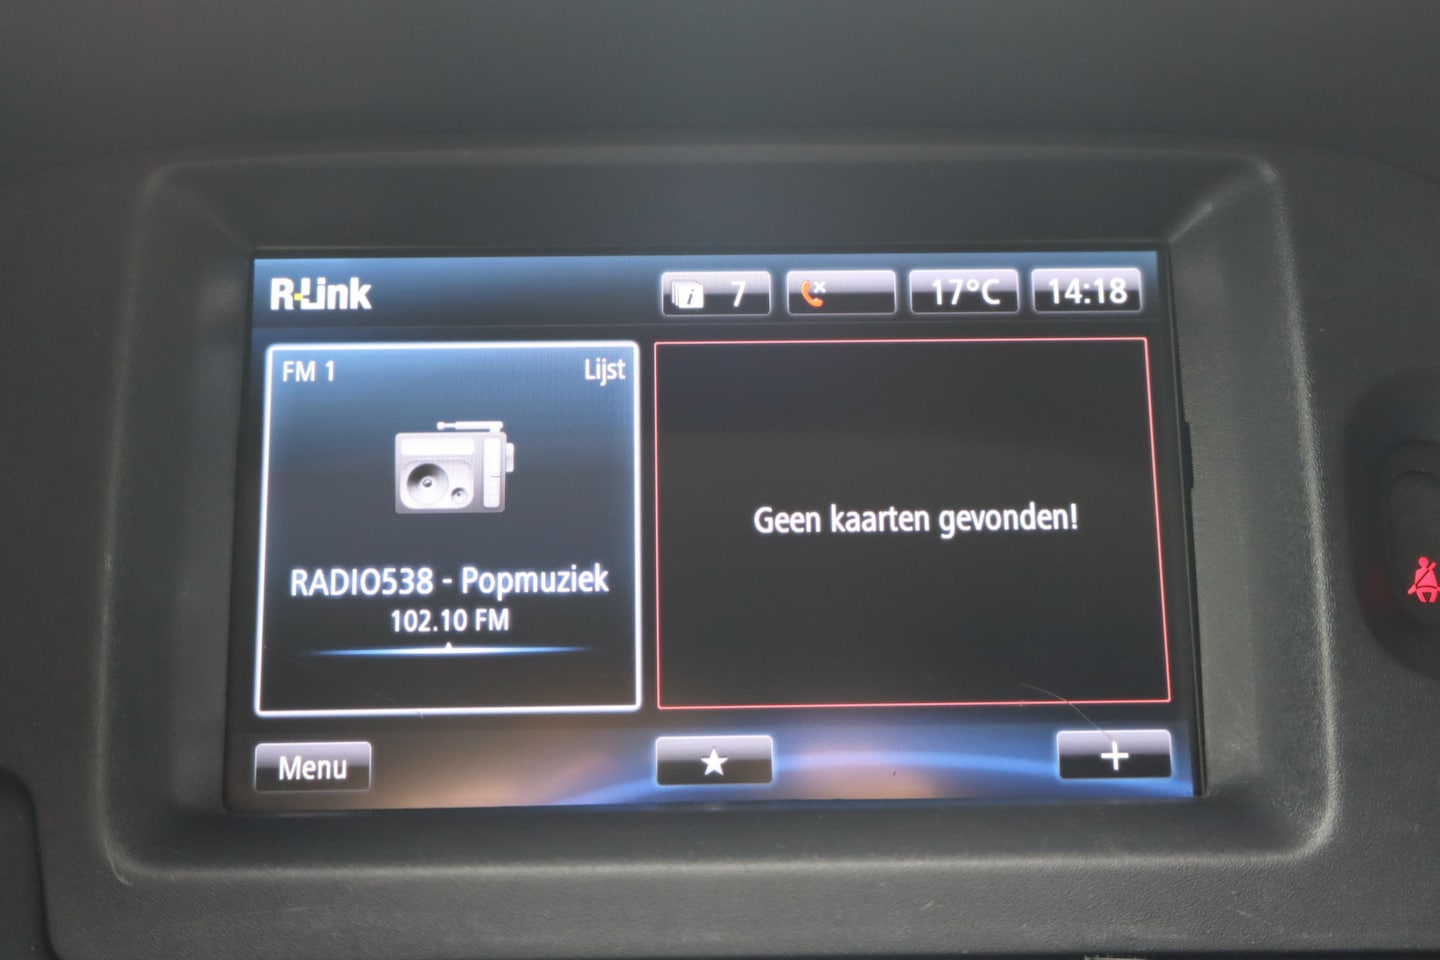 R-Link
7
17°C
14:18
FM 1
Lijst
RADIO538 - Popmuziek
102.10 FM
Geen kaarten gevonden!
Menu